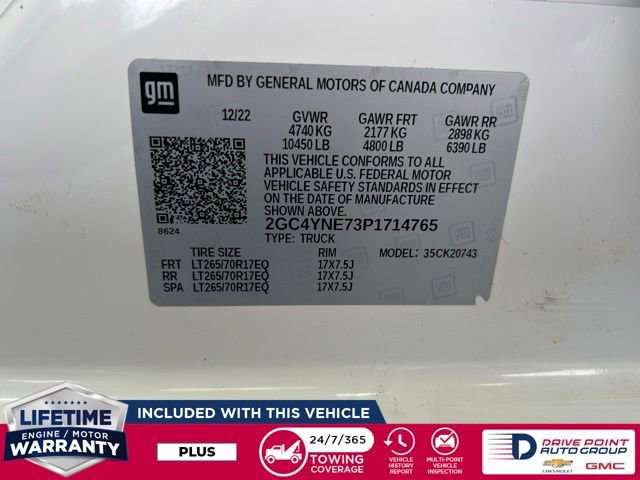 gm
MFD BY GENERAL MOTORS OF CANADA COMPANY
12/22 GVWR GAWR FRT GAWR RR
4740 KG 2177 KG 2898 KG
10450 LB 4800 LB 6390 LB
THIS VEHICLE CONFORMS TO ALL
APPLICABLE U.S. FEDERAL MOTOR
VEHICLE SAFETY STANDARDS IN EFFECT
ON THE DATE OF MANUFACTURE
SHOWN ABOVE.
8624
2GC4YNE73P1714765
TYPE: TRUCK MODEL: 35CK20743
TIRE SIZE RIM
FRT LT265/70R17EQ 17X7.5J
RR LT265/70R17EQ 17X7.5J
SPA LT265/70R17EQ 17X7.5J
LIFETIME
ENGINE / MOTOR
WARRANTY
INCLUDED WITH THIS VEHICLE
PLUS
24/7/365
TOWING
COVERAGE
VEHICLE
HISTORY
REPORT
MULTI-POINT
VEHICLE
INSPECTION
D DRIVE POINT
AUTO GROUP
CHEVROLET GMC